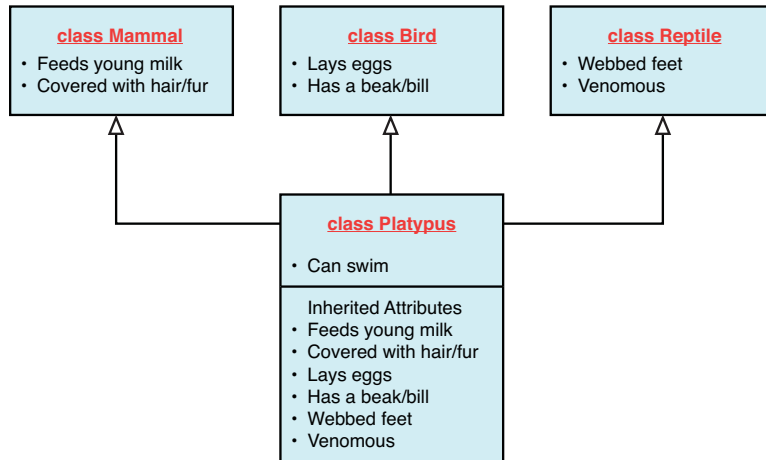 class Mammal
• Feeds young milk
• Covered with hair/fur
class Bird
• Lays eggs
• Has a beak/bill
class Reptile
• Webbed feet
• Venomous
class Platypus
• Can swim
Inherited Attributes
• Feeds young milk
• Covered with hair/fur
• Lays eggs
• Has a beak/bill
• Webbed feet
• Venomous